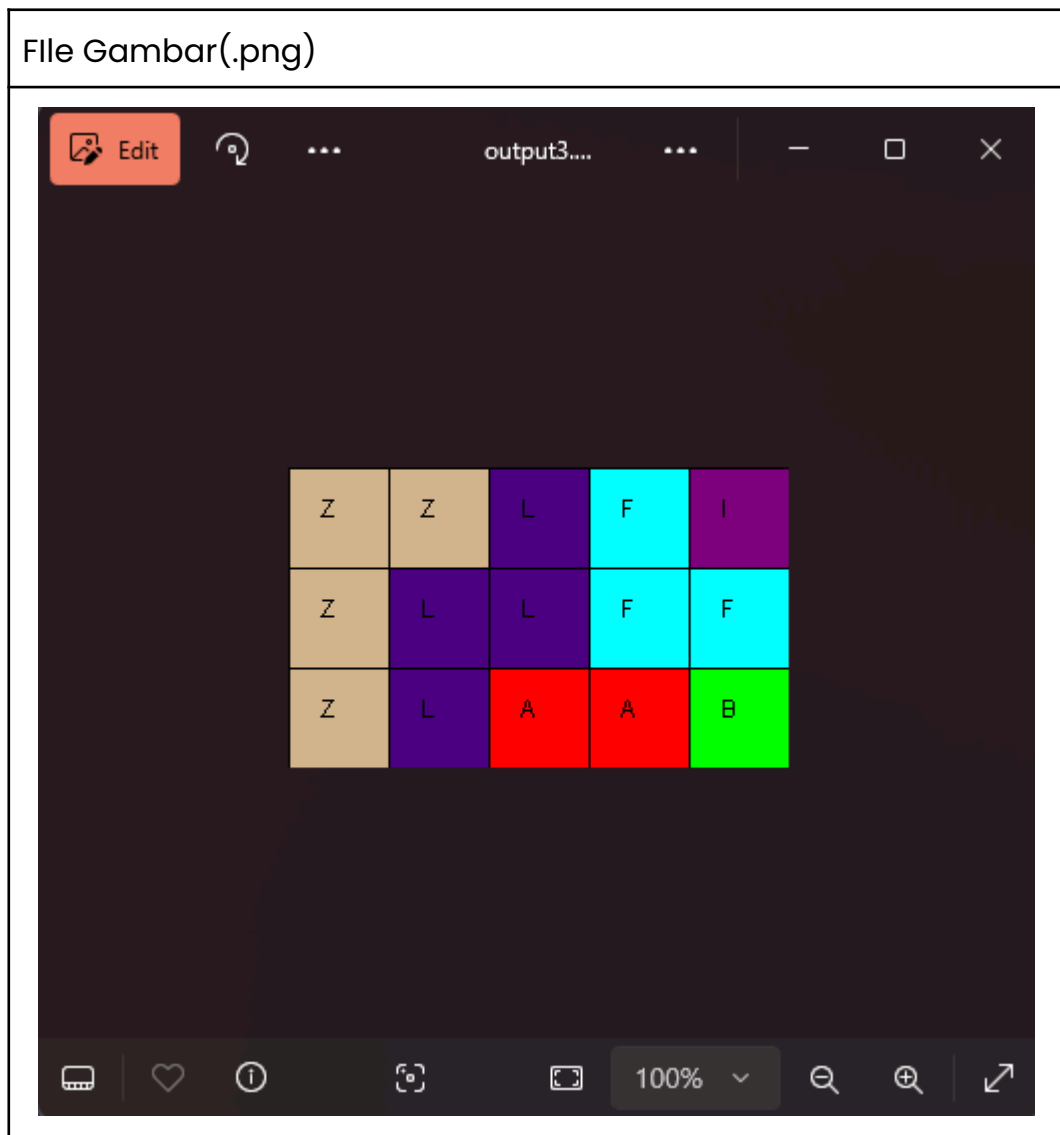 FIle Gambar(.png)
Edit ... output3.... ...
Z Z L F I
Z L L F F
Z L A A B
100%